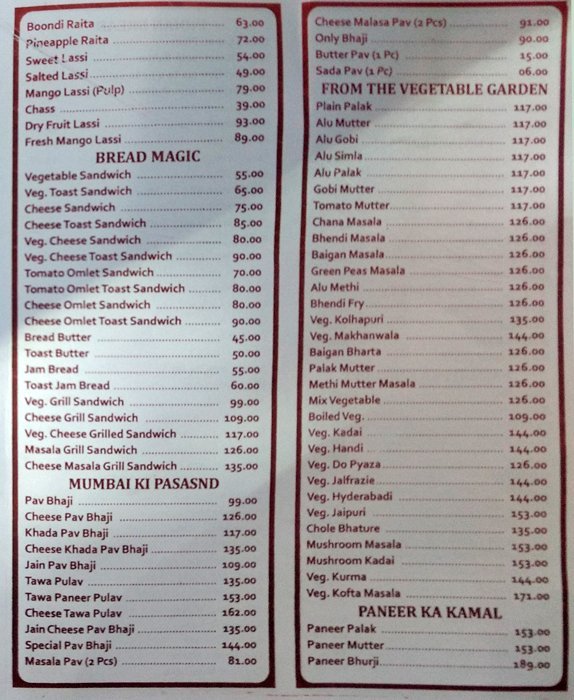 Boondi Raita 63.00
Pineapple Raita 72.00
Sweet Lassi 54.00
Salted Lassi 49.00
Mango Lassi (Pulp) 79.00
Chass 39.00
Dry Fruit Lassi 93.00
Fresh Mango Lassi 89.00
BREAD MAGIC
Vegetable Sandwich 55.00
Veg. Toast Sandwich 65.00
Cheese Sandwich 75.00
Cheese Toast Sandwich 85.00
Veg. Cheese Sandwich 80.00
Veg. Cheese Toast Sandwich 90.00
Tomato Omlet Sandwich 70.00
Tomato Omlet Toast Sandwich 80.00
Cheese Omlet Sandwich 80.00
Cheese Omlet Toast Sandwich 90.00
Bread Butter 45.00
Toast Butter 50.00
Jam Bread 55.00
Toast Jam Bread 60.00
Veg. Grill Sandwich 99.00
Cheese Grill Sandwich 109.00
Veg. Cheese Grilled Sandwich 117.00
Masala Grill Sandwich 126.00
Cheese Masala Grill Sandwich 135.00
MUMBAI KI PASASND
Pav Bhaji 99.00
Cheese Pav Bhaji 126.00
Khada Pav Bhaji 117.00
Cheese Khada Pav Bhaji 135.00
Jain Pav Bhaji 109.00
Tawa Pulav 135.00
Tawa Paneer Pulav 153.00
Cheese Tawa Pulav 162.00
Jain Cheese Pav Bhaji 135.00
Special Pav Bhaji 144.00
Masala Pav (2 Pcs) 81.00
Cheese Malasa Pav (2 Pcs) 91.00
Only Bhaji 90.00
Butter Pav (1 Pc) 15.00
Sada Pav (1 Pc) 06.00
FROM THE VEGETABLE GARDEN
Plain Palak 117.00
Alu Mutter 117.00
Alu Gobi 117.00
Alu Simla 117.00
Alu Palak 117.00
Gobi Mutter 117.00
Tomato Mutter 117.00
Chana Masala 126.00
Bhendi Masala 126.00
Baigan Masala 126.00
Green Peas Masala 126.00
Alu Methi 126.00
Bhendi Fry 126.00
Veg. Kolhapuri 135.00
Veg. Makhanwala 144.00
Baigan Bharta 126.00
Palak Mutter 126.00
Methi Mutter Masala 126.00
Mix Vegetable 126.00
Boiled Veg. 109.00
Veg. Kadai 144.00
Veg. Handi 144.00
Veg. Do Pyaza 126.00
Veg. Jalfrazie 144.00
Veg. Hyderabadi 144.00
Veg. Jaipuri 153.00
Chole Bhature 135.00
Mushroom Masala 153.00
Mushroom Kadai 153.00
Veg. Kurma 144.00
Veg. Kofta Masala 171.00
PANEER KA KAMAL
Paneer Palak 153.00
Paneer Mutter 153.00
Paneer Bhurji 189.00